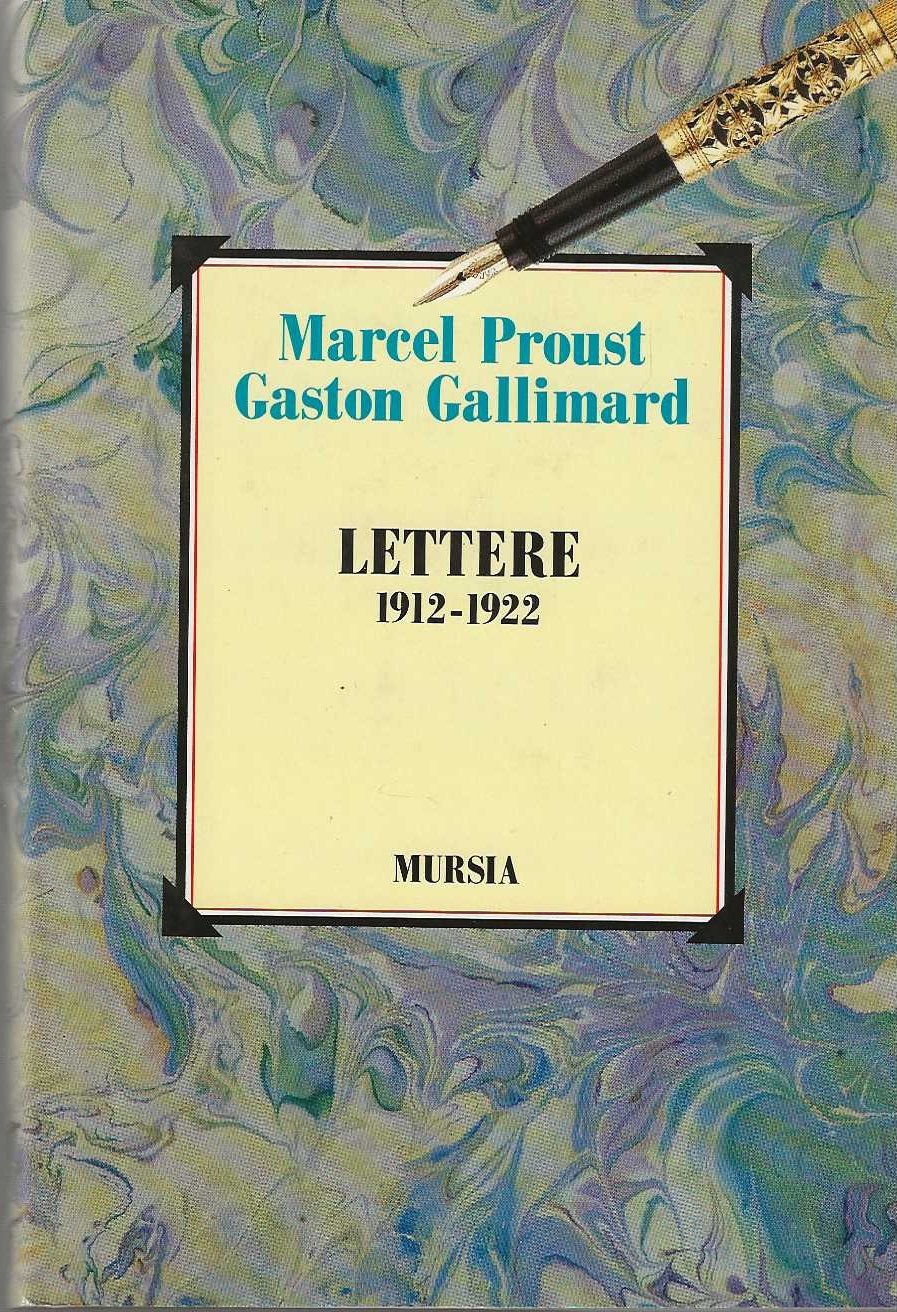 Marcel Proust
Gaston Gallimard
LETTERE
1912-1922
MURSIA